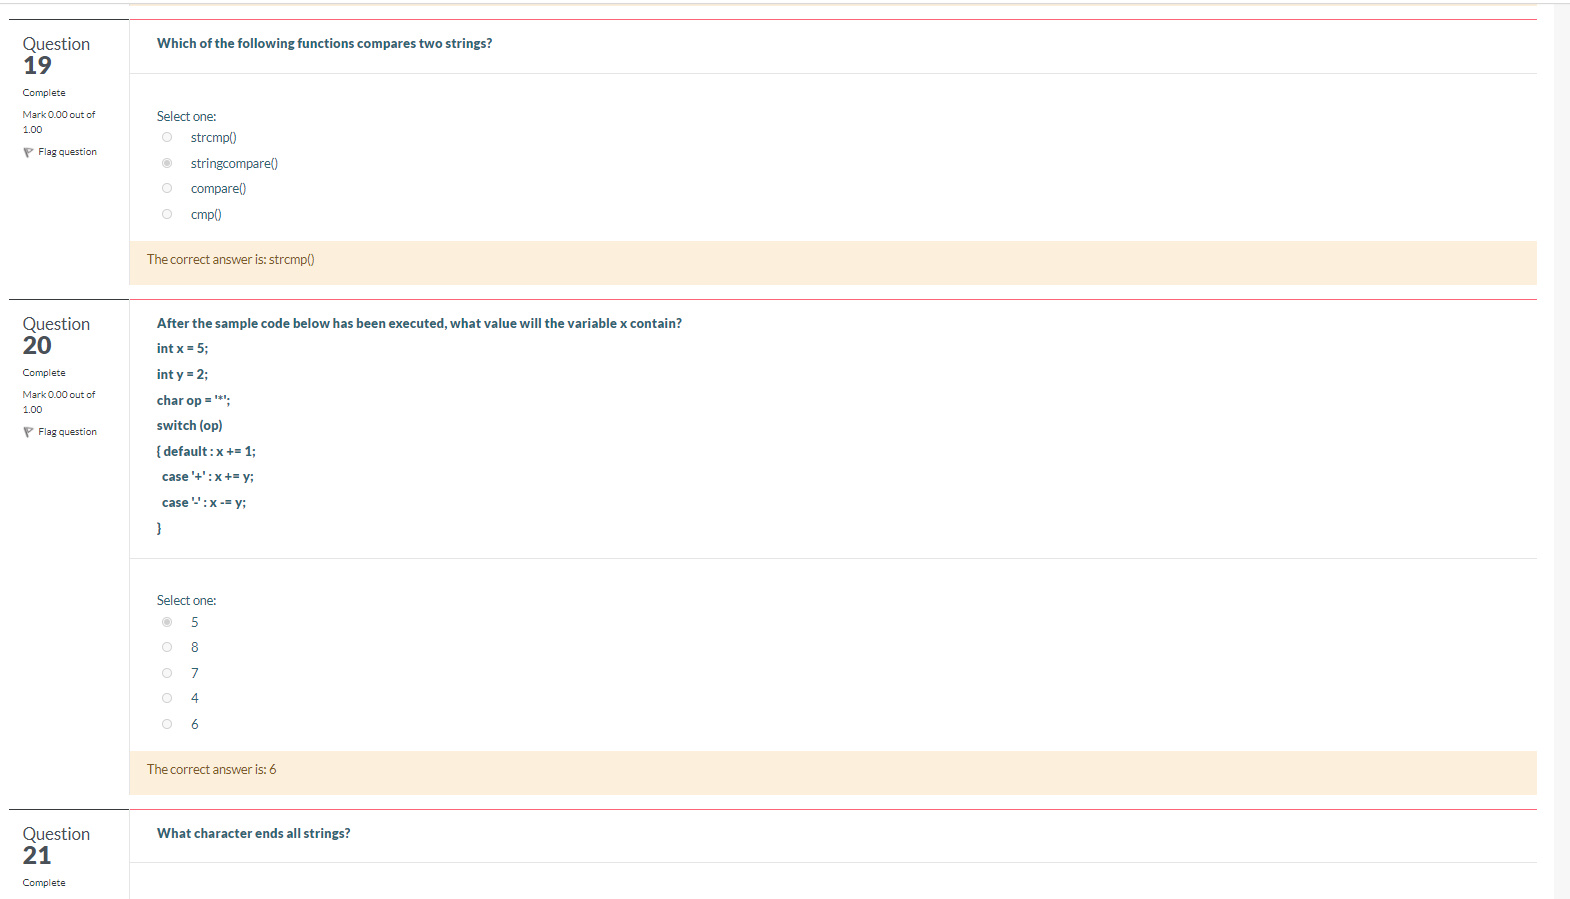 Question
19
Complete
Mark 0.00 out of
1.00
Flag question
Which of the following functions compares two strings?
Select one:
strcmp()
stringcompare()
compare()
cmp()
The correct answer is: strcmp()
Question
20
Complete
Mark 0.00 out of
1.00
Flag question
After the sample code below has been executed, what value will the variable x contain?
int x = 5;
int y = 2;
char op = '*';
switch (op)
{ default : x += 1;
case '+' : x += y;
case '-' : x -= y;
}
Select one:
5
8
7
4
6
The correct answer is: 6
Question
21
Complete
What character ends all strings?